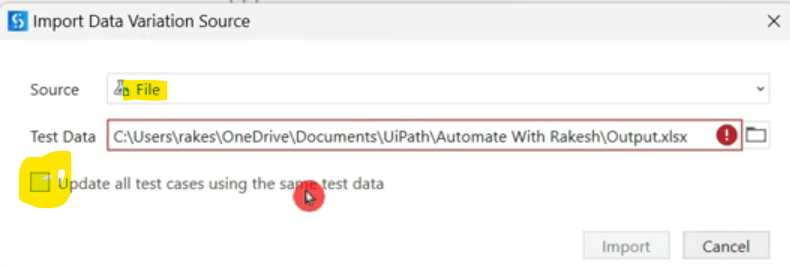 Import Data Variation Source
Source File
Test Data C:\Users\rakes\OneDrive\Documents\UiPath\Automate With Rakesh\Output.xlsx
Update all test cases using the same test data
Import Cancel